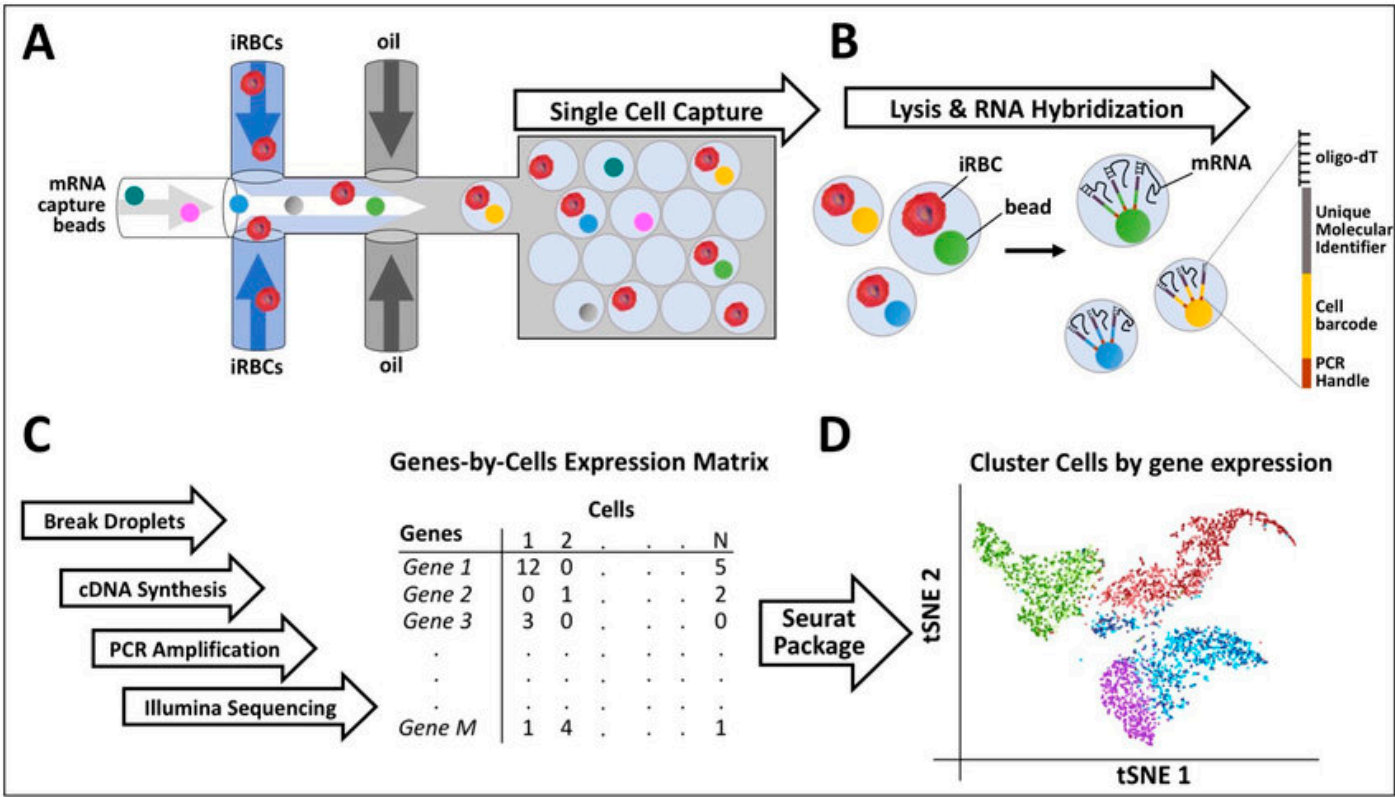 A
iRBCs
oil
mRNA
capture
beads
iRBCs
oil
Single Cell Capture
B
Lysis & RNA Hybridization
iRBC
bead
mRNA
oligo-dT
Unique
Molecular
Identifier
Cell
barcode
PCR
Handle
C
Break Droplets
cDNA Synthesis
PCR Amplification
Illumina Sequencing
Genes-by-Cells Expression Matrix
Cells
Genes 1 2 . . . N
Gene 1 12 0 . . . 5
Gene 2 0 1 . . . 2
Gene 3 3 0 . . . 0
. . . . . . .
. . . . . . .
. . . . . . .
Gene M 1 4 . . . 1
Seurat
Package
D
Cluster Cells by gene expression
tSNE 2
tSNE 1